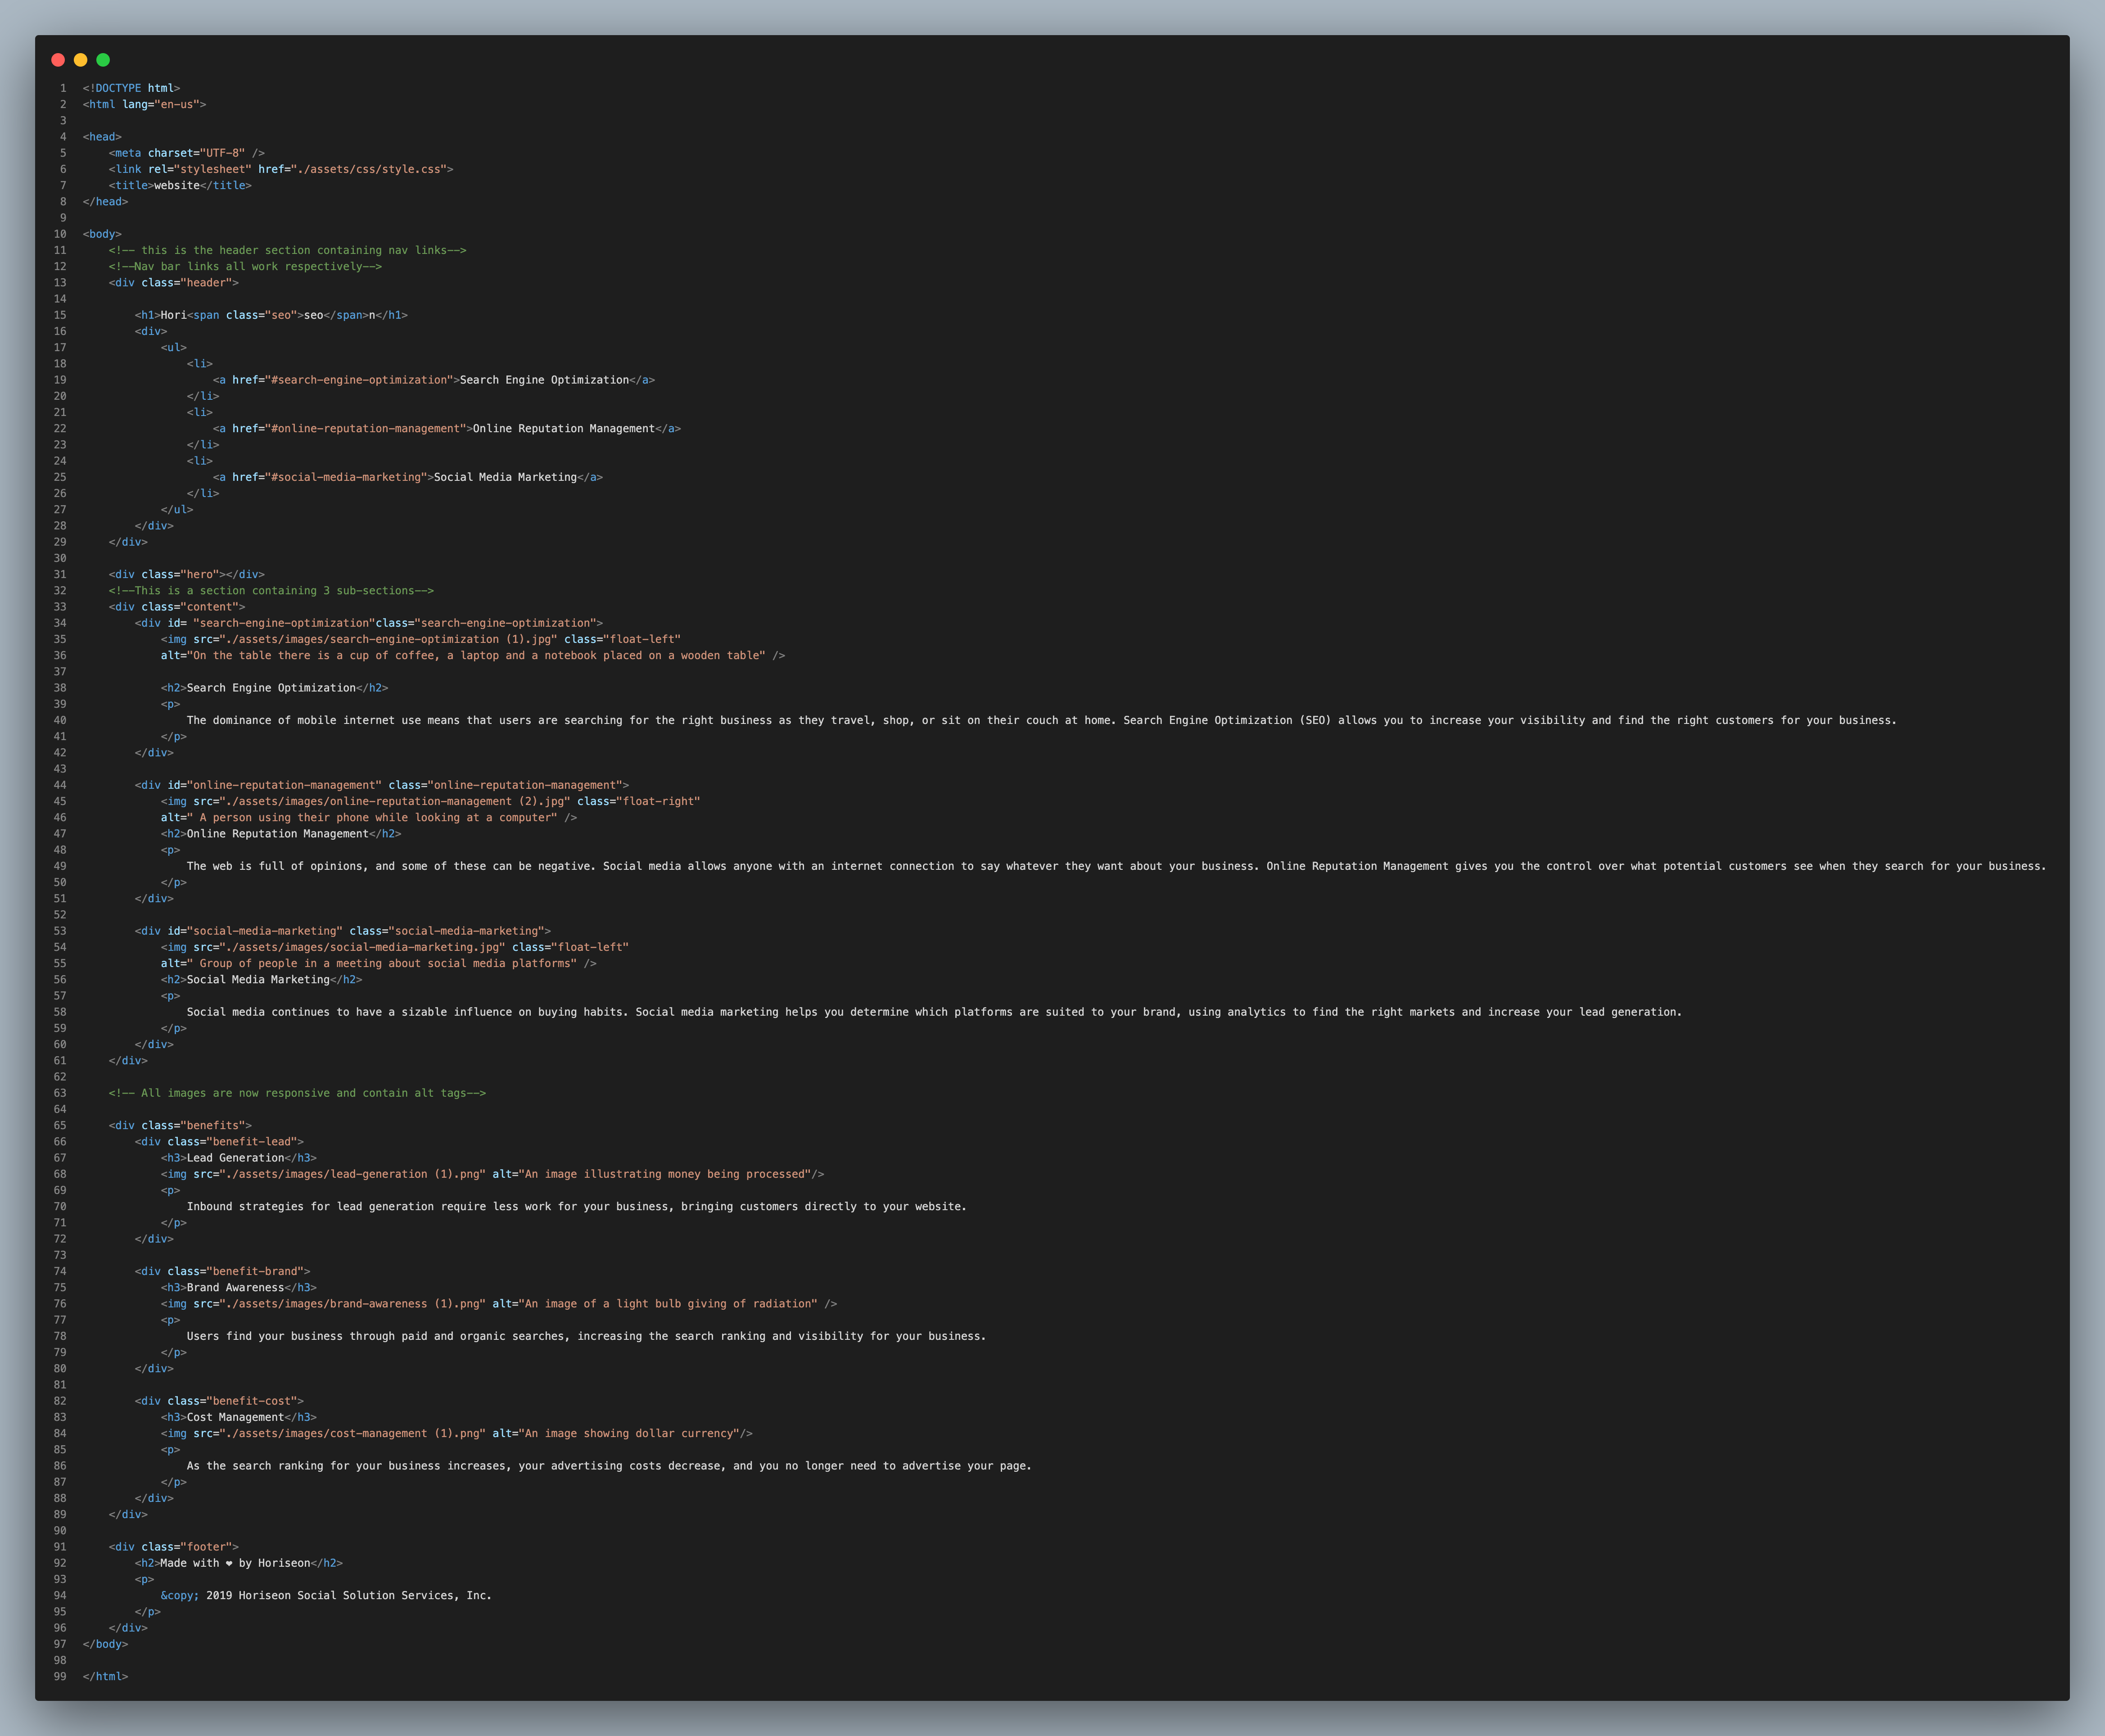 1 <!DOCTYPE html>
2 <html lang="en-us">
3
4 <head>
5     <meta charset="UTF-8" />
6     <link rel="stylesheet" href="./assets/css/style.css">
7     <title>website</title>
8 </head>
9
10 <body>
11     <!-- this is the header section containing nav links-->
12     <!--Nav bar links all work respectively-->
13     <div class="header">
14
15         <h1>Hori<span class="seo">seo</span>n</h1>
16         <div>
17             <ul>
18                 <li>
19                     <a href="#search-engine-optimization">Search Engine Optimization</a>
20                 </li>
21                 <li>
22                     <a href="#online-reputation-management">Online Reputation Management</a>
23                 </li>
24                 <li>
25                     <a href="#social-media-marketing">Social Media Marketing</a>
26                 </li>
27             </ul>
28         </div>
29     </div>
30
31     <div class="hero"></div>
32     <!--This is a section containing 3 sub-sections-->
33     <div class="content">
34         <div id= "search-engine-optimization"class="search-engine-optimization">
35             <img src="./assets/images/search-engine-optimization (1).jpg" class="float-left"
36             alt="On the table there is a cup of coffee, a laptop and a notebook placed on a wooden table" />
37
38             <h2>Search Engine Optimization</h2>
39             <p>
40                 The dominance of mobile internet use means that users are searching for the right business as they travel, shop, or sit on their couch at home. Search Engine Optimization (SEO) allows you to increase your visibility and find the right customers for your business.
41             </p>
42         </div>
43
44         <div id="online-reputation-management" class="online-reputation-management">
45             <img src="./assets/images/online-reputation-management (2).jpg" class="float-right"
46             alt=" A person using their phone while looking at a computer" />
47             <h2>Online Reputation Management</h2>
48             <p>
49                 The web is full of opinions, and some of these can be negative. Social media allows anyone with an internet connection to say whatever they want about your business. Online Reputation Management gives you the control over what potential customers see when they search for your business.
50             </p>
51         </div>
52
53         <div id="social-media-marketing" class="social-media-marketing">
54             <img src="./assets/images/social-media-marketing.jpg" class="float-left"
55             alt=" Group of people in a meeting about social media platforms" />
56             <h2>Social Media Marketing</h2>
57             <p>
58                 Social media continues to have a sizable influence on buying habits. Social media marketing helps you determine which platforms are suited to your brand, using analytics to find the right markets and increase your lead generation.
59             </p>
60         </div>
61     </div>
62
63     <!-- All images are now responsive and contain alt tags-->
64
65     <div class="benefits">
66         <div class="benefit-lead">
67             <h3>Lead Generation</h3>
68             <img src="./assets/images/lead-generation (1).png" alt="An image illustrating money being processed"/>
69             <p>
70                 Inbound strategies for lead generation require less work for your business, bringing customers directly to your website.
71             </p>
72         </div>
73
74         <div class="benefit-brand">
75             <h3>Brand Awareness</h3>
76             <img src="./assets/images/brand-awareness (1).png" alt="An image of a light bulb giving of radiation" />
77             <p>
78                 Users find your business through paid and organic searches, increasing the search ranking and visibility for your business.
79             </p>
80         </div>
81
82         <div class="benefit-cost">
83             <h3>Cost Management</h3>
84             <img src="./assets/images/cost-management (1).png" alt="An image showing dollar currency"/>
85             <p>
86                 As the search ranking for your business increases, your advertising costs decrease, and you no longer need to advertise your page.
87             </p>
88         </div>
89     </div>
90
91     <div class="footer">
92         <h2>Made with ❤ by Horiseon</h2>
93         <p>
94             &copy; 2019 Horiseon Social Solution Services, Inc.
95         </p>
96     </div>
97 </body>
98
99 </html>